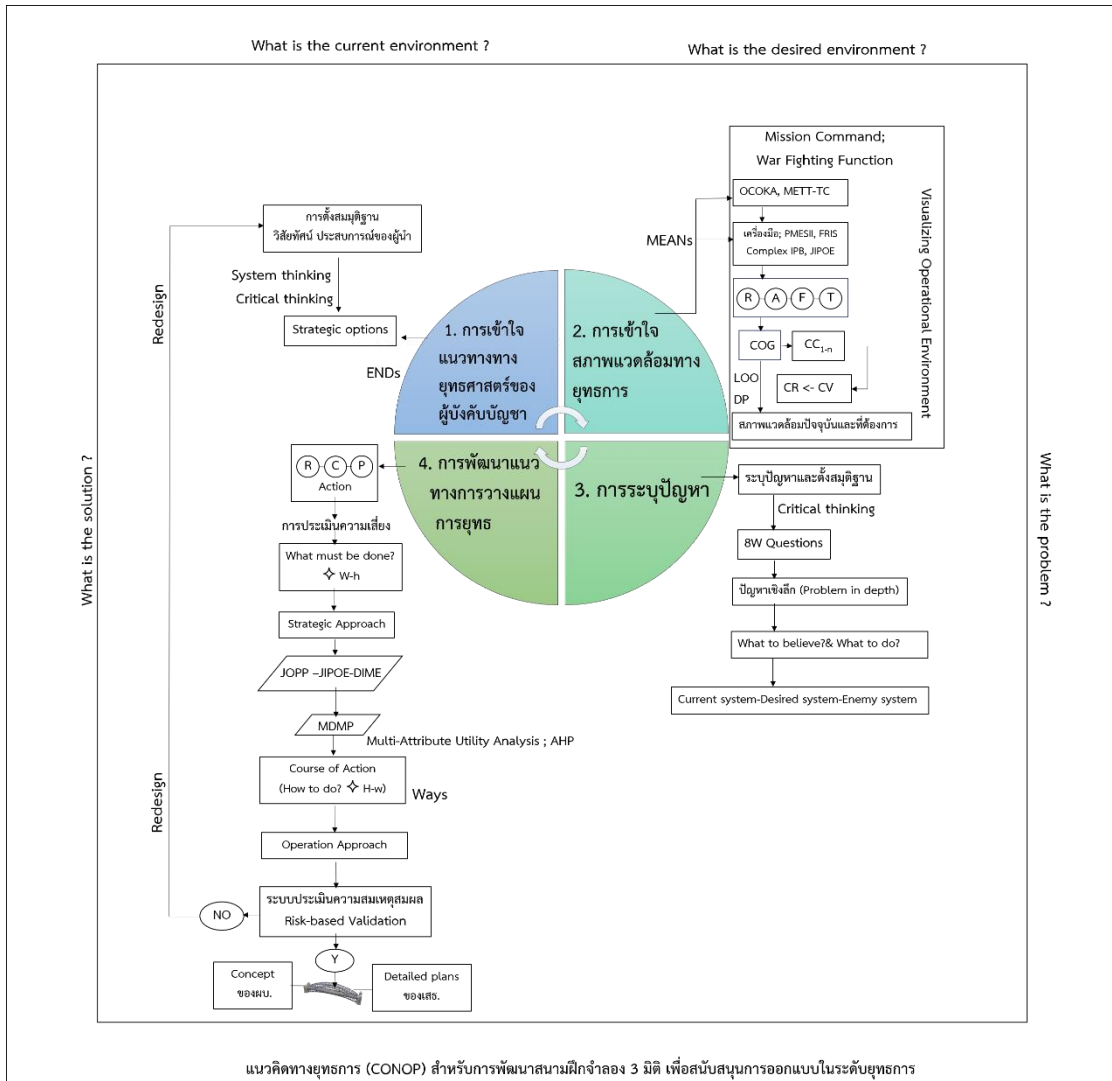 What is the current environment ?
What is the desired environment ?
Mission Command;
War Fighting Function
OCOKA, METT-TC
MEANs
เครื่องมือ; PMESII, FRIS
Complex IPB, JIPOE
R A F T
COG
CC1-n
LOO
DP
CR <- CV
สภาพแวดล้อมปัจจุบันและที่ต้องการ
Visualizing Operational Environment
การตั้งสมมุติฐาน
วิสัยทัศน์ ประสบการณ์ของผู้นำ
System thinking
Critical thinking
Strategic options
ENDs
Redesign
1. การเข้าใจ
แนวทางทาง
ยุทธศาสตร์ของ
ผู้บังคับบัญชา
2. การเข้าใจ
สภาพแวดล้อมทาง
ยุทธการ
4. การพัฒนาแนว
ทางการวางแผน
การยุทธ
3. การระบุปัญหา
ระบุปัญหาและตั้งสมุติฐาน
Critical thinking
8W Questions
ปัญหาเชิงลึก (Problem in depth)
What to believe?& What to do?
Current system-Desired system-Enemy system
What is the problem ?
What is the solution ?
R C P
Action
การประเมินความเสี่ยง
What must be done?
✧ W-h
Strategic Approach
JOPP –JIPOE-DIME
MDMP
Multi-Attribute Utility Analysis ; AHP
Course of Action
(How to do? ✧ H-w)
Ways
Operation Approach
Redesign
ระบบประเมินความสมเหตุสมผล
Risk-based Validation
NO
Y
Concept
ของผบ.
Detailed plans
ของเสธ.
แนวคิดทางยุทธการ (CONOP) สำหรับการพัฒนาสนามฝึกจำลอง 3 มิติ เพื่อสนับสนุนการออกแบบในระดับยุทธการ